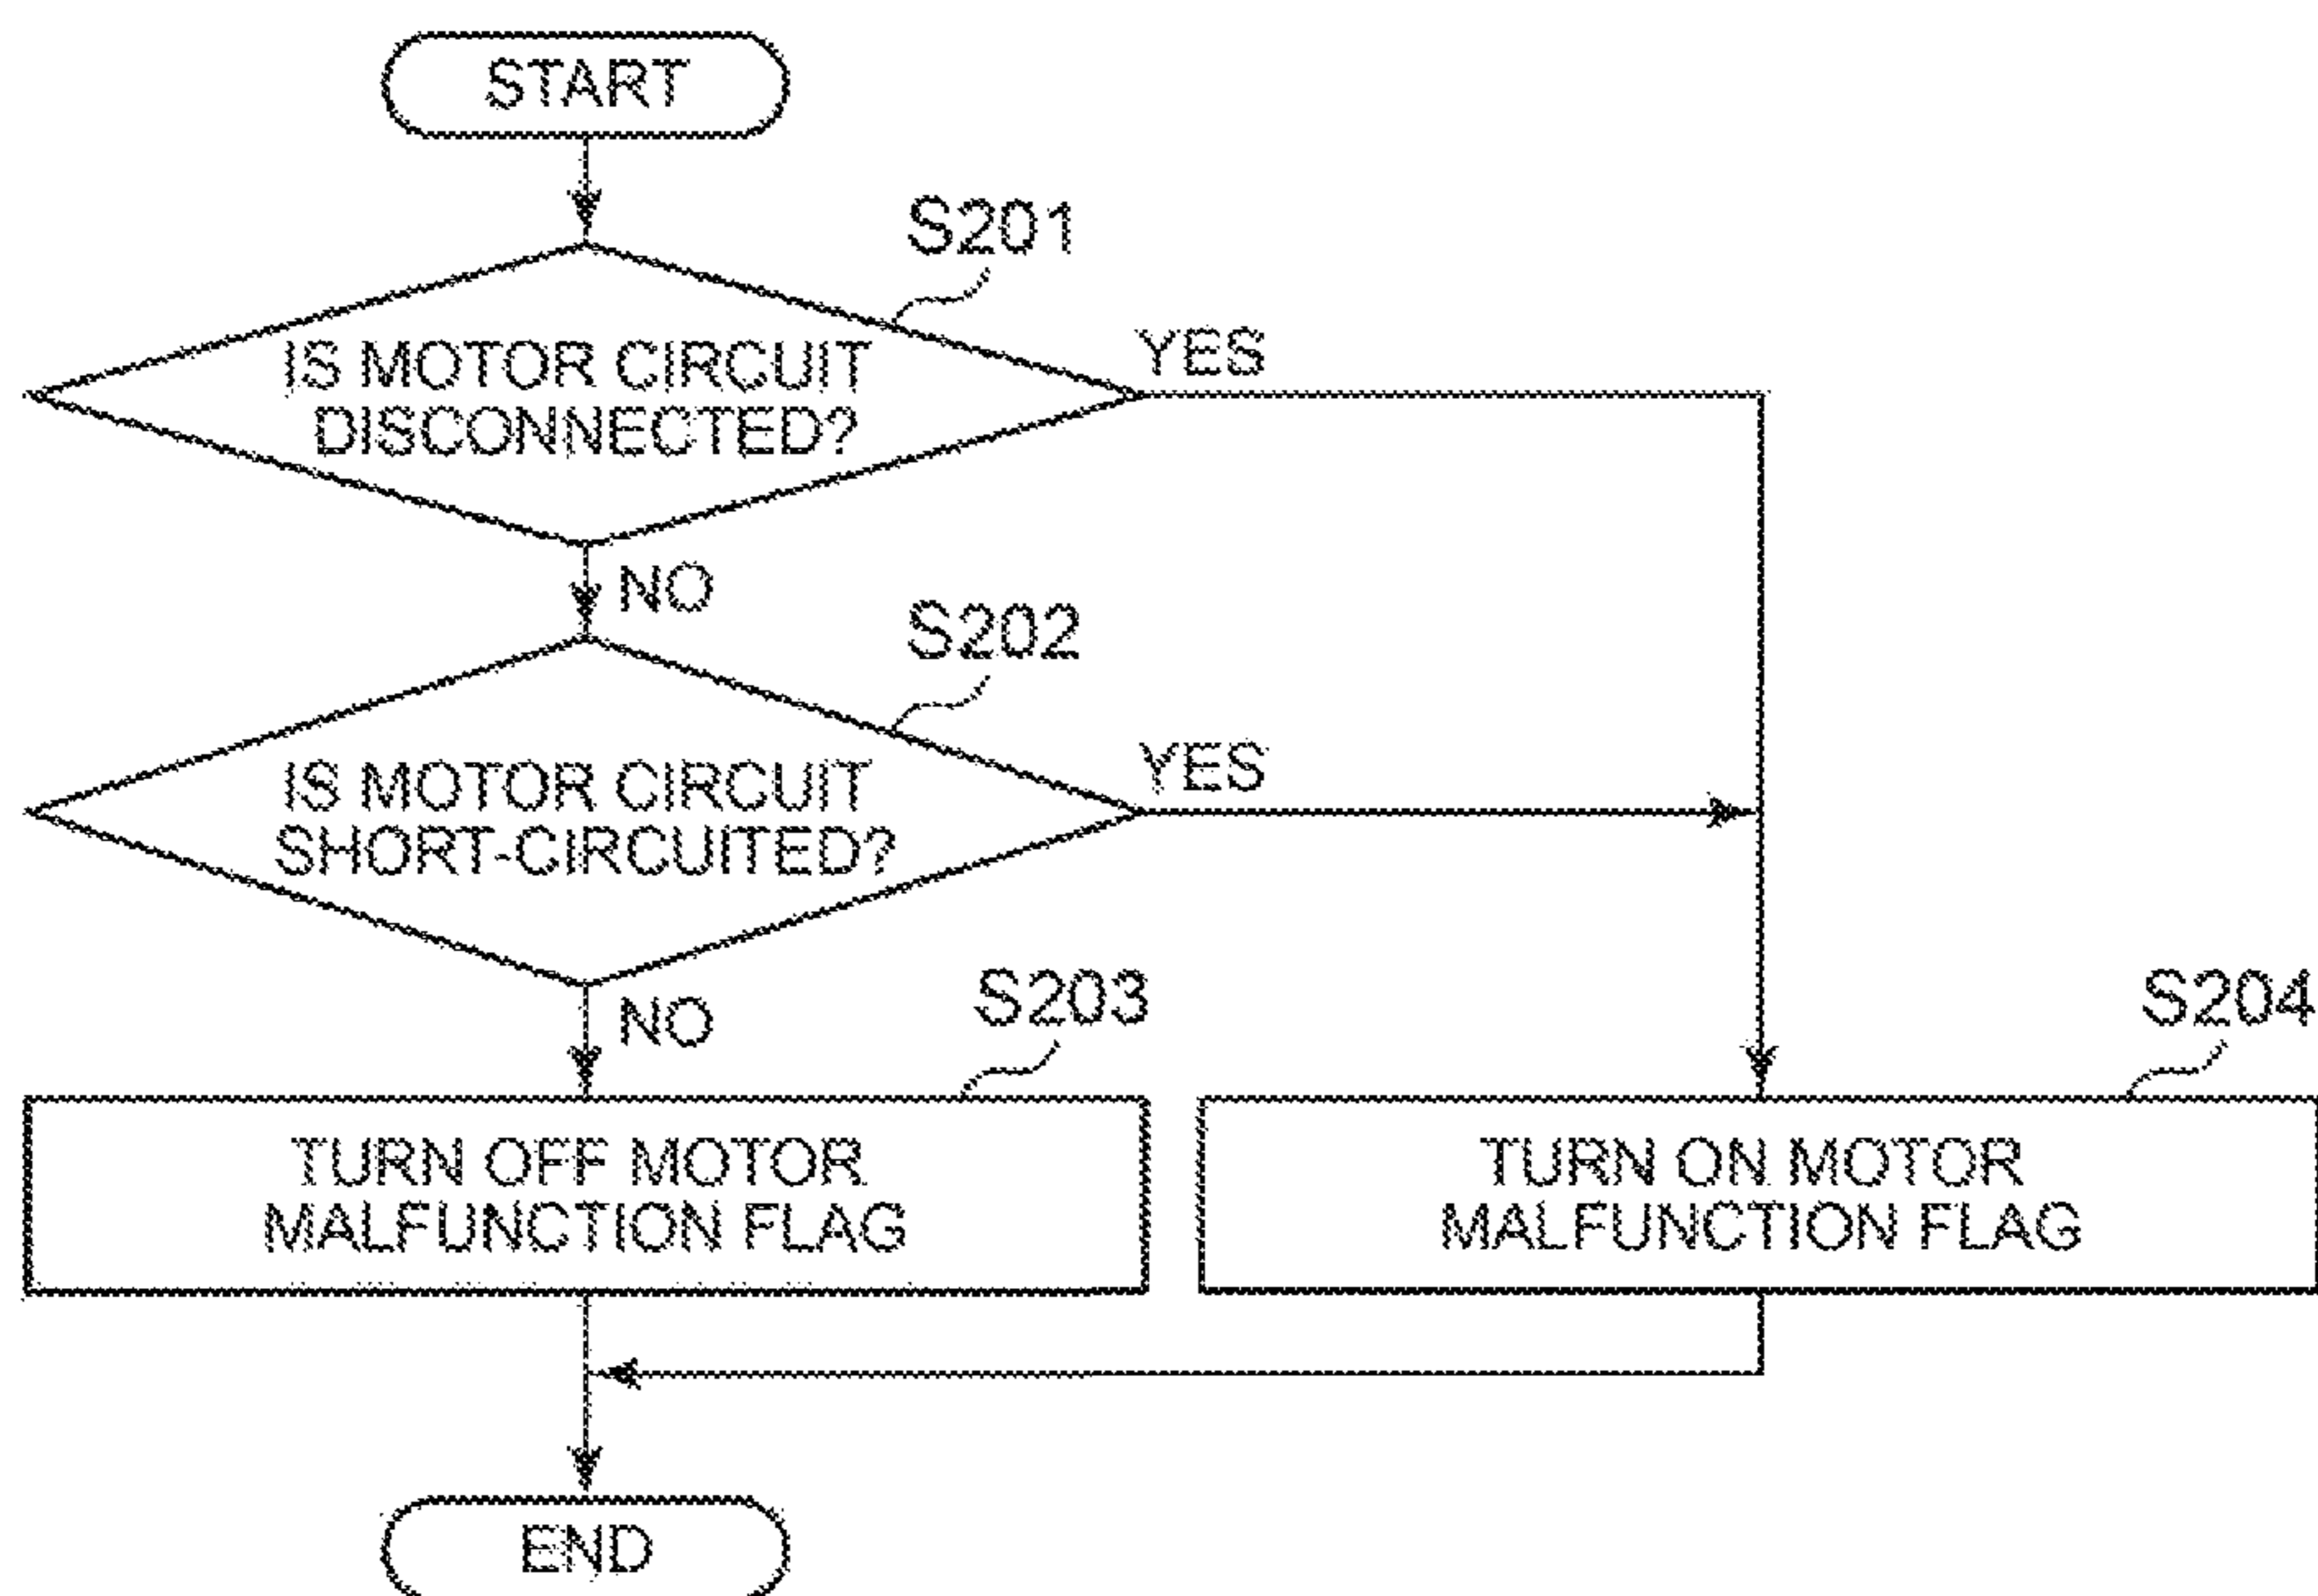 START
S201
IS MOTOR CIRCUIT
DISCONNECTED?
YES
NO
S202
IS MOTOR CIRCUIT
SHORT-CIRCUITED?
YES
NO
S203
S204
TURN OFF MOTOR
MALFUNCTION FLAG
TURN ON MOTOR
MALFUNCTION FLAG
END